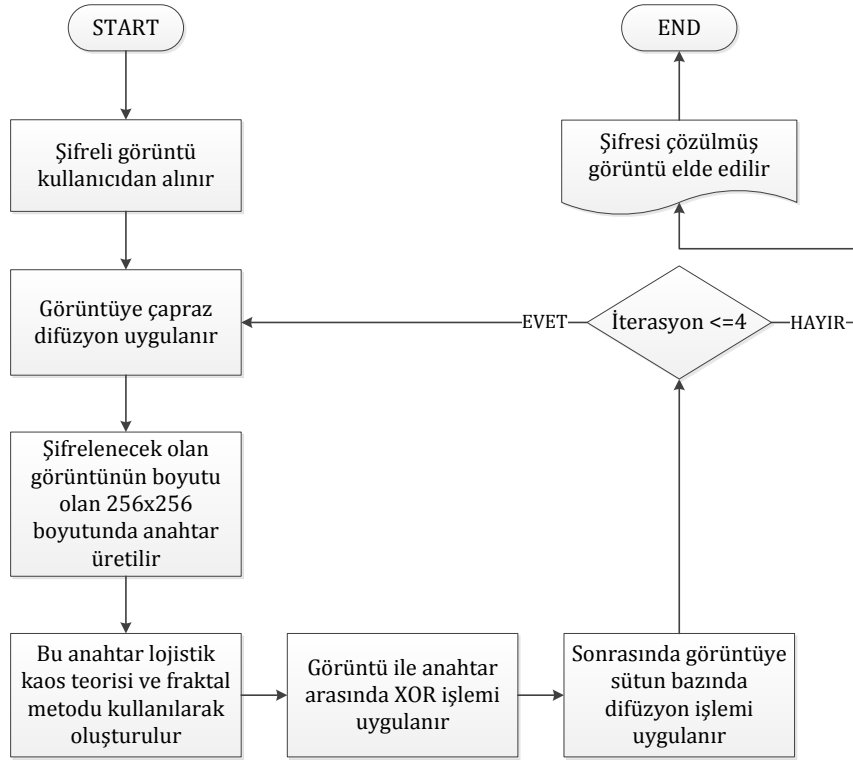 START
Şifreli görüntü
kullanıcıdan alınır
Görüntüye çapraz
difüzyon uygulanır
Şifrelenecek olan
görüntünün boyutu
olan 256x256
boyutunda anahtar
üretilir
Bu anahtar lojistik
kaos teorisi ve fraktal
metodu kullanılarak
oluşturulur
Görüntü ile anahtar
arasında XOR işlemi
uygulanır
Sonrasında görüntüye
sütun bazında
difüzyon işlemi
uygulanır
İterasyon <=4
EVET
HAYIR
Şifresi çözülmüş
görüntü elde edilir
END